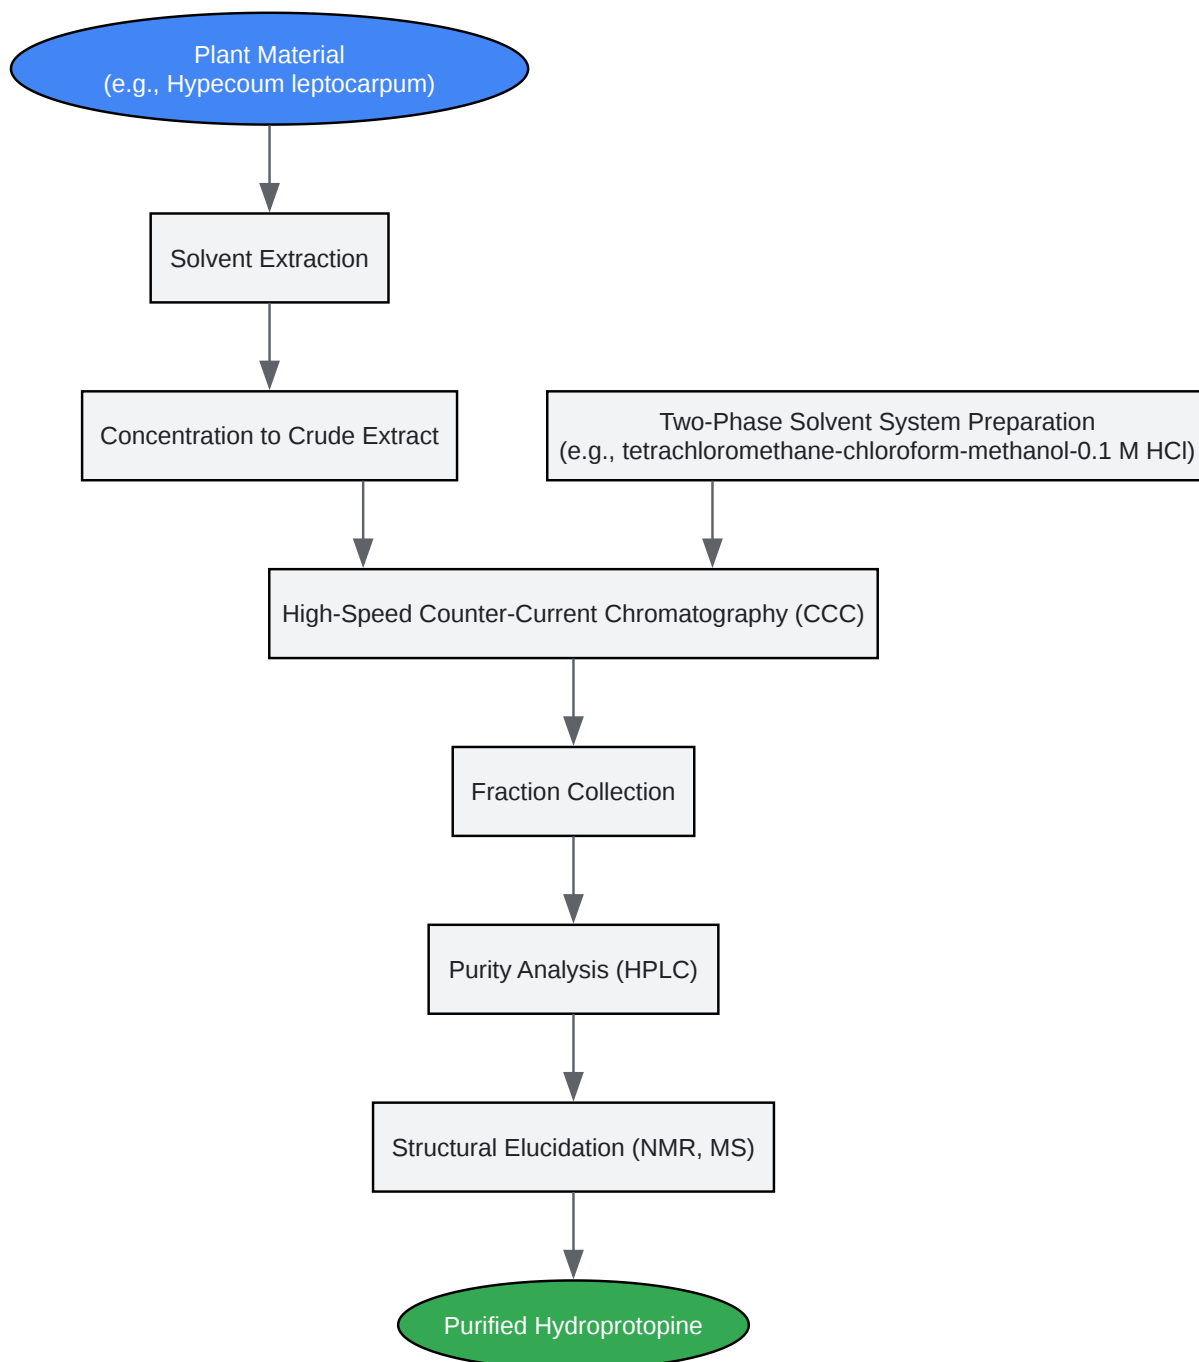 Plant Material
(e.g., Hypecoum leptocarpum)
Solvent Extraction
Concentration to Crude Extract
Two-Phase Solvent System Preparation
(e.g., tetrachloromethane-chloroform-methanol-0.1 M HCl)
High-Speed Counter-Current Chromatography (CCC)
Fraction Collection
Purity Analysis (HPLC)
Structural Elucidation (NMR, MS)
Purified Hydroprotopine